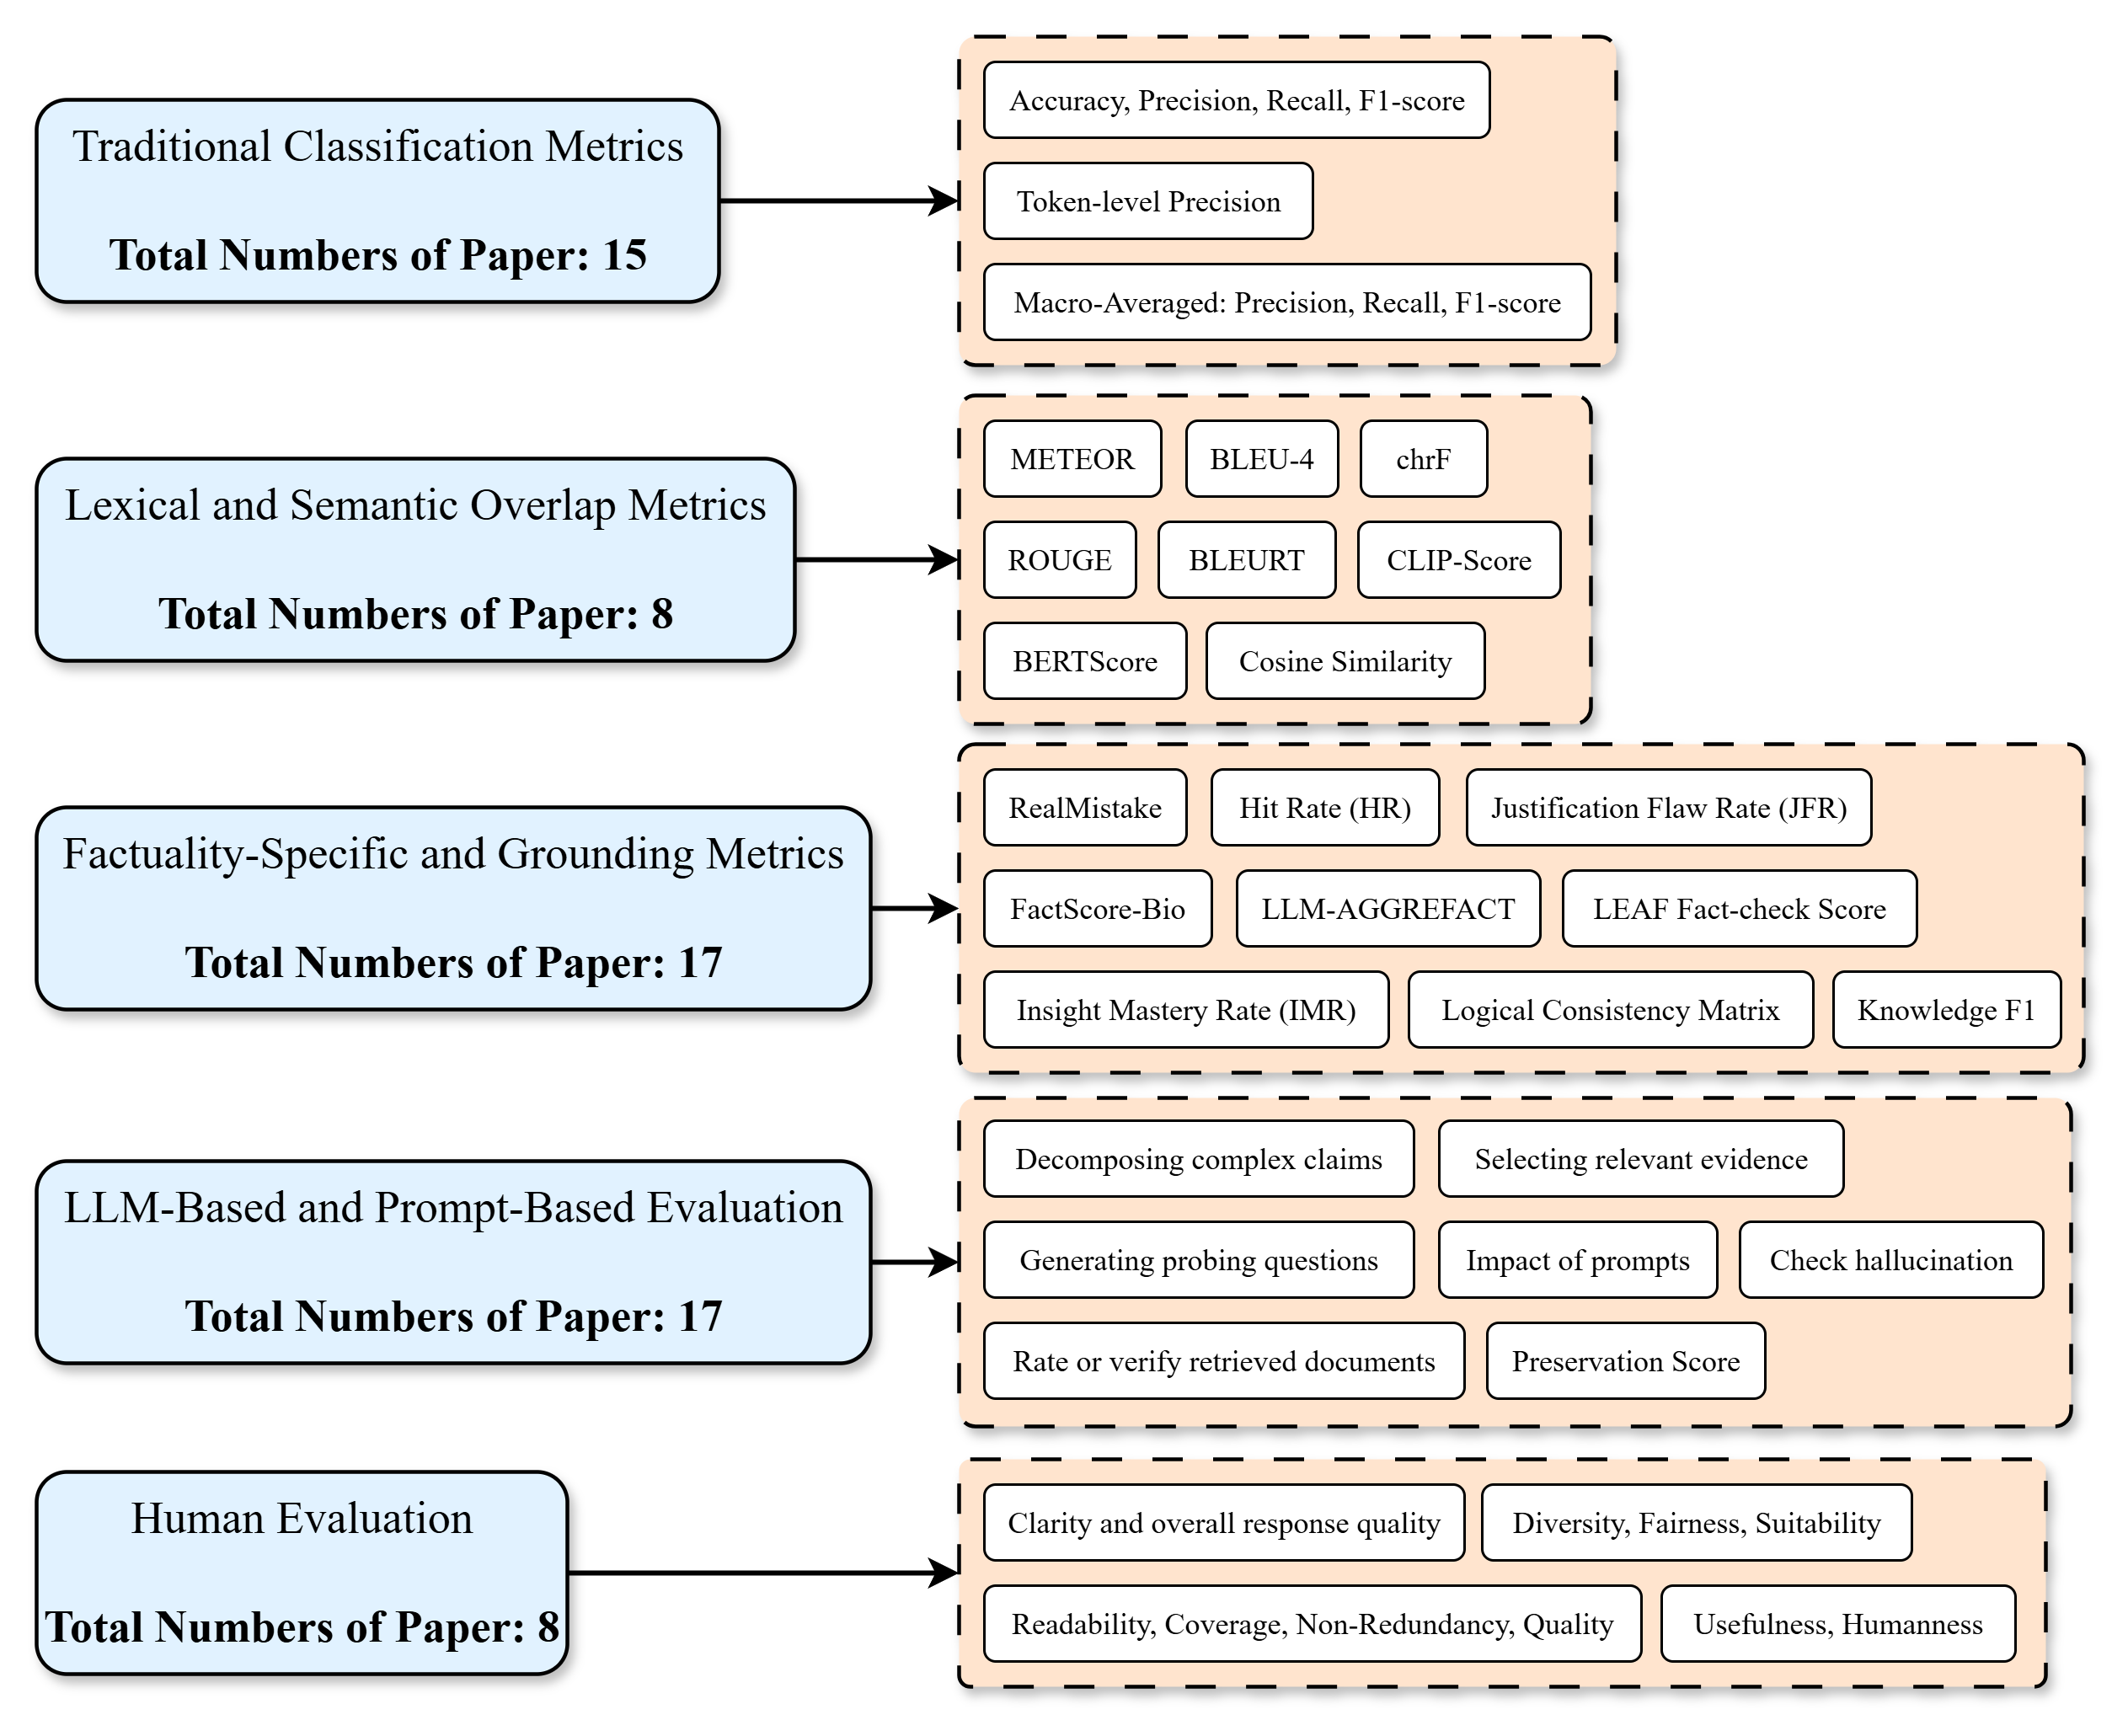 Traditional Classification Metrics
Total Numbers of Paper: 15
Accuracy, Precision, Recall, F1-score
Token-level Precision
Macro-Averaged: Precision, Recall, F1-score
Lexical and Semantic Overlap Metrics
Total Numbers of Paper: 8
METEOR
BLEU-4
chrF
ROUGE
BLEURT
CLIP-Score
BERTScore
Cosine Similarity
Factuality-Specific and Grounding Metrics
Total Numbers of Paper: 17
RealMistake
Hit Rate (HR)
Justification Flaw Rate (JFR)
FactScore-Bio
LLM-AGGREFACT
LEAF Fact-check Score
Insight Mastery Rate (IMR)
Logical Consistency Matrix
Knowledge F1
LLM-Based and Prompt-Based Evaluation
Total Numbers of Paper: 17
Decomposing complex claims
Selecting relevant evidence
Generating probing questions
Impact of prompts
Check hallucination
Rate or verify retrieved documents
Preservation Score
Human Evaluation
Total Numbers of Paper: 8
Clarity and overall response quality
Diversity, Fairness, Suitability
Readability, Coverage, Non-Redundancy, Quality
Usefulness, Humanness